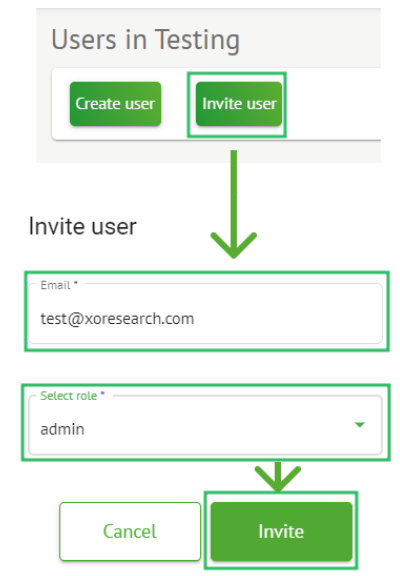 Users in Testing
Create user
Invite user
Invite user
Email *
test@xoresearch.com
Select role *
admin
Cancel
Invite